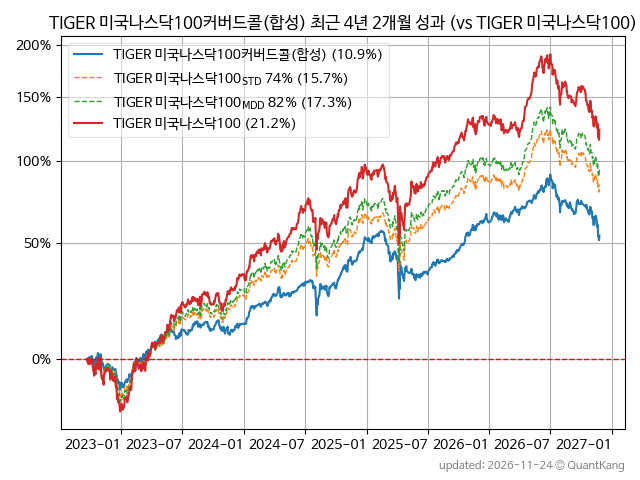 TIGER 미국나스닥100커버드콜(합성) 최근 4년 2개월 성과 (vs TIGER 미국나스닥100)
200%
150%
100%
50%
0%
TIGER 미국나스닥100커버드콜(합성) (10.9%)
TIGER 미국나스닥100STD 74% (15.7%)
TIGER 미국나스닥100MDD 82% (17.3%)
TIGER 미국나스닥100 (21.2%)
2023-01 2023-07 2024-01 2024-07 2025-01 2025-07 2026-01 2026-07 2027-01
updated: 2026-11-24 © QuantKang